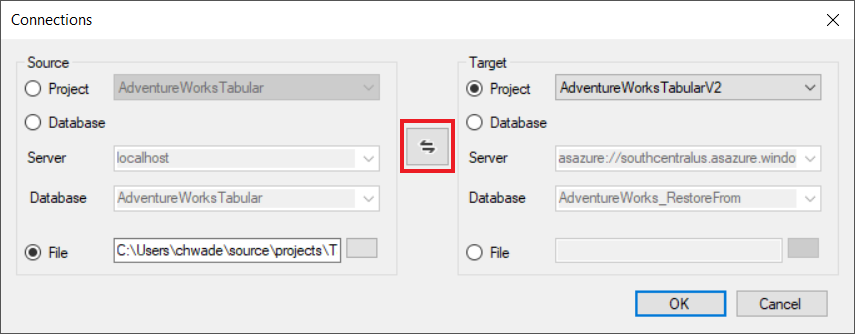 Connections
Source
Project AdventureWorksTabular
Database
Server localhost
Database AdventureWorksTabular
File C:\Users\chwade\source\projects\T
Target
Project AdventureWorksTabularV2
Database
Server asazure://southcentralus.asazure.windo
Database AdventureWorks_RestoreFrom
File
OK Cancel